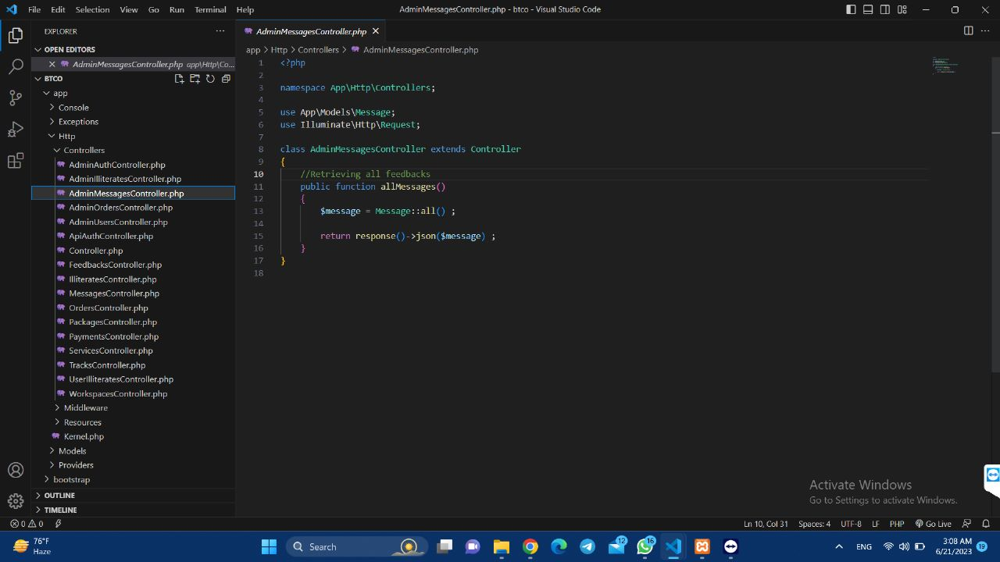 File Edit Selection View Go Run Terminal Help AdminMessagesController.php - btco - Visual Studio Code
EXPLORER
OPEN EDITORS
AdminMessagesController.php app\Http\Co...
BTCO
app
Console
Exceptions
Http
Controllers
AdminAuthController.php
AdminIlliteratesController.php
AdminMessagesController.php
AdminOrdersController.php
AdminUsersController.php
ApiAuthController.php
Controller.php
FeedbacksController.php
IlliteratesController.php
MessagesController.php
OrdersController.php
PackagesController.php
PaymentsController.php
ServicesController.php
TracksController.php
UserIlliteratesController.php
WorkspacesController.php
Middleware
Resources
Kernel.php
Models
Providers
bootstrap
OUTLINE
TIMELINE
AdminMessagesController.php
app > Http > Controllers > AdminMessagesController.php
1 <?php
2
3 namespace App\Http\Controllers;
4
5 use App\Models\Message;
6 use Illuminate\Http\Request;
7
8 class AdminMessagesController extends Controller
9 {
10 //Retrieving all feedbacks
11 public function allMessages()
12 {
13 $message = Message::all() ;
14
15 return response()->json($message) ;
16 }
17 }
18
Activate Windows
Go to Settings to activate Windows.
0 0 Ln 10, Col 31 Spaces: 4 UTF-8 LF PHP Go Live
76°F
Haze
Search
12
16
ENG
3:08 AM
6/21/2023
19